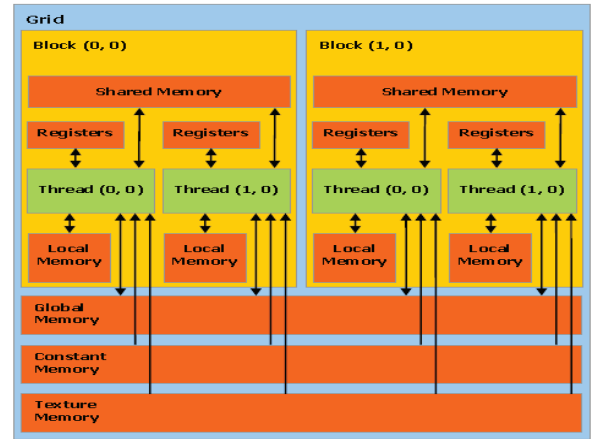 Grid
Block (0, 0)
Shared Memory
Registers
Registers
Thread (0, 0)
Thread (1, 0)
Local
Memory
Local
Memory
Block (1, 0)
Shared Memory
Registers
Registers
Thread (0, 0)
Thread (1, 0)
Local
Memory
Local
Memory
Global
Memory
Constant
Memory
Texture
Memory